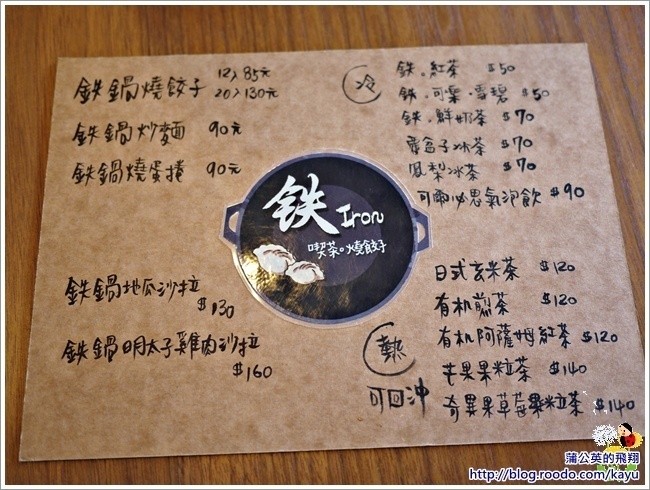 鉄鍋燒餃子 12入85元
20入130元
鉄鍋炒麵 90元
鉄鍋燒蛋捲 90元
鉄鍋地瓜沙拉
$130
鉄鍋明太子雞肉沙拉
$160
鉄 Iron
喫茶。燒餃子
冷
鉄．紅茶 $50
鉄．可樂．雪碧 $50
鉄．鮮奶茶 $70
愛盒子冰茶 $70
鳳梨冰茶 $70
可爾必思氣泡飲 $90
熱
可回沖
日式玄米茶 $120
有机煎茶 $120
有机阿薩姆紅茶 $120
芒果果粒茶 $140
奇異果草莓果粒茶 $140
蒲公英的飛翔
http://blog.roodo.com/kayu